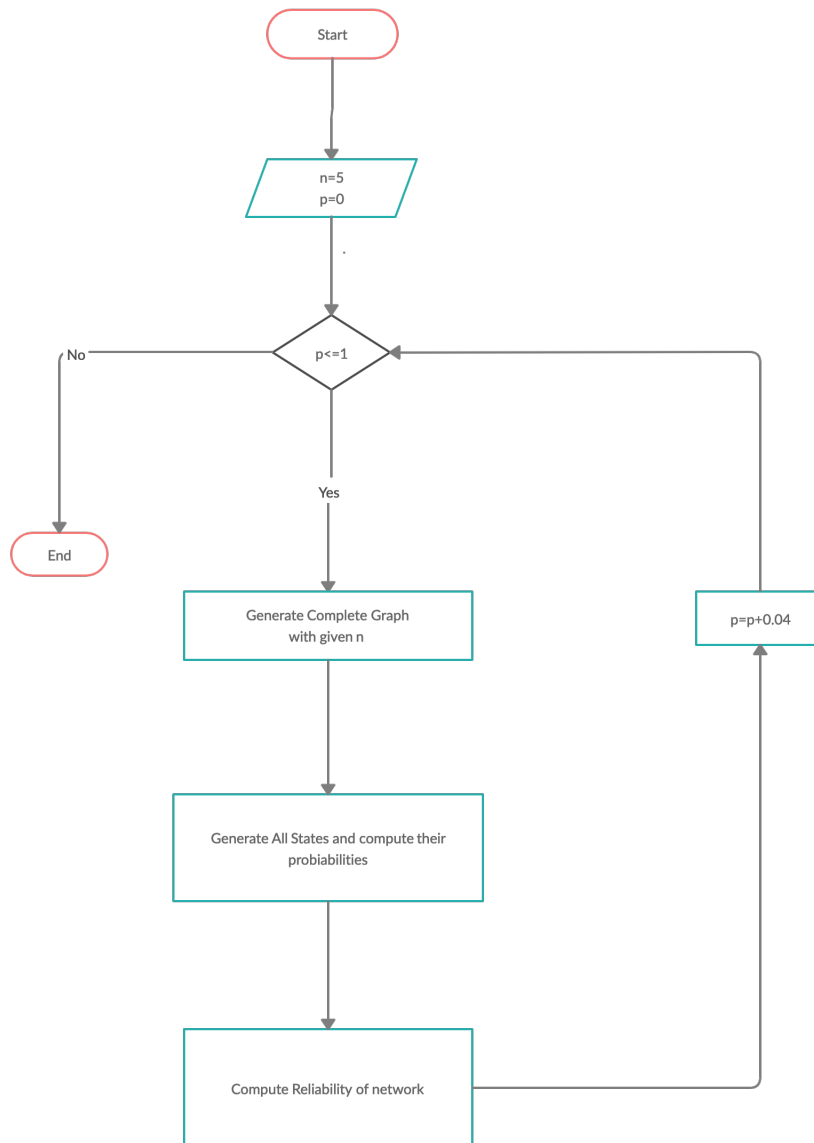 Start
n=5
p=0
p<=1
No
Yes
End
Generate Complete Graph
with given n
p=p+0.04
Generate All States and compute their
probiabilities
Compute Reliability of network